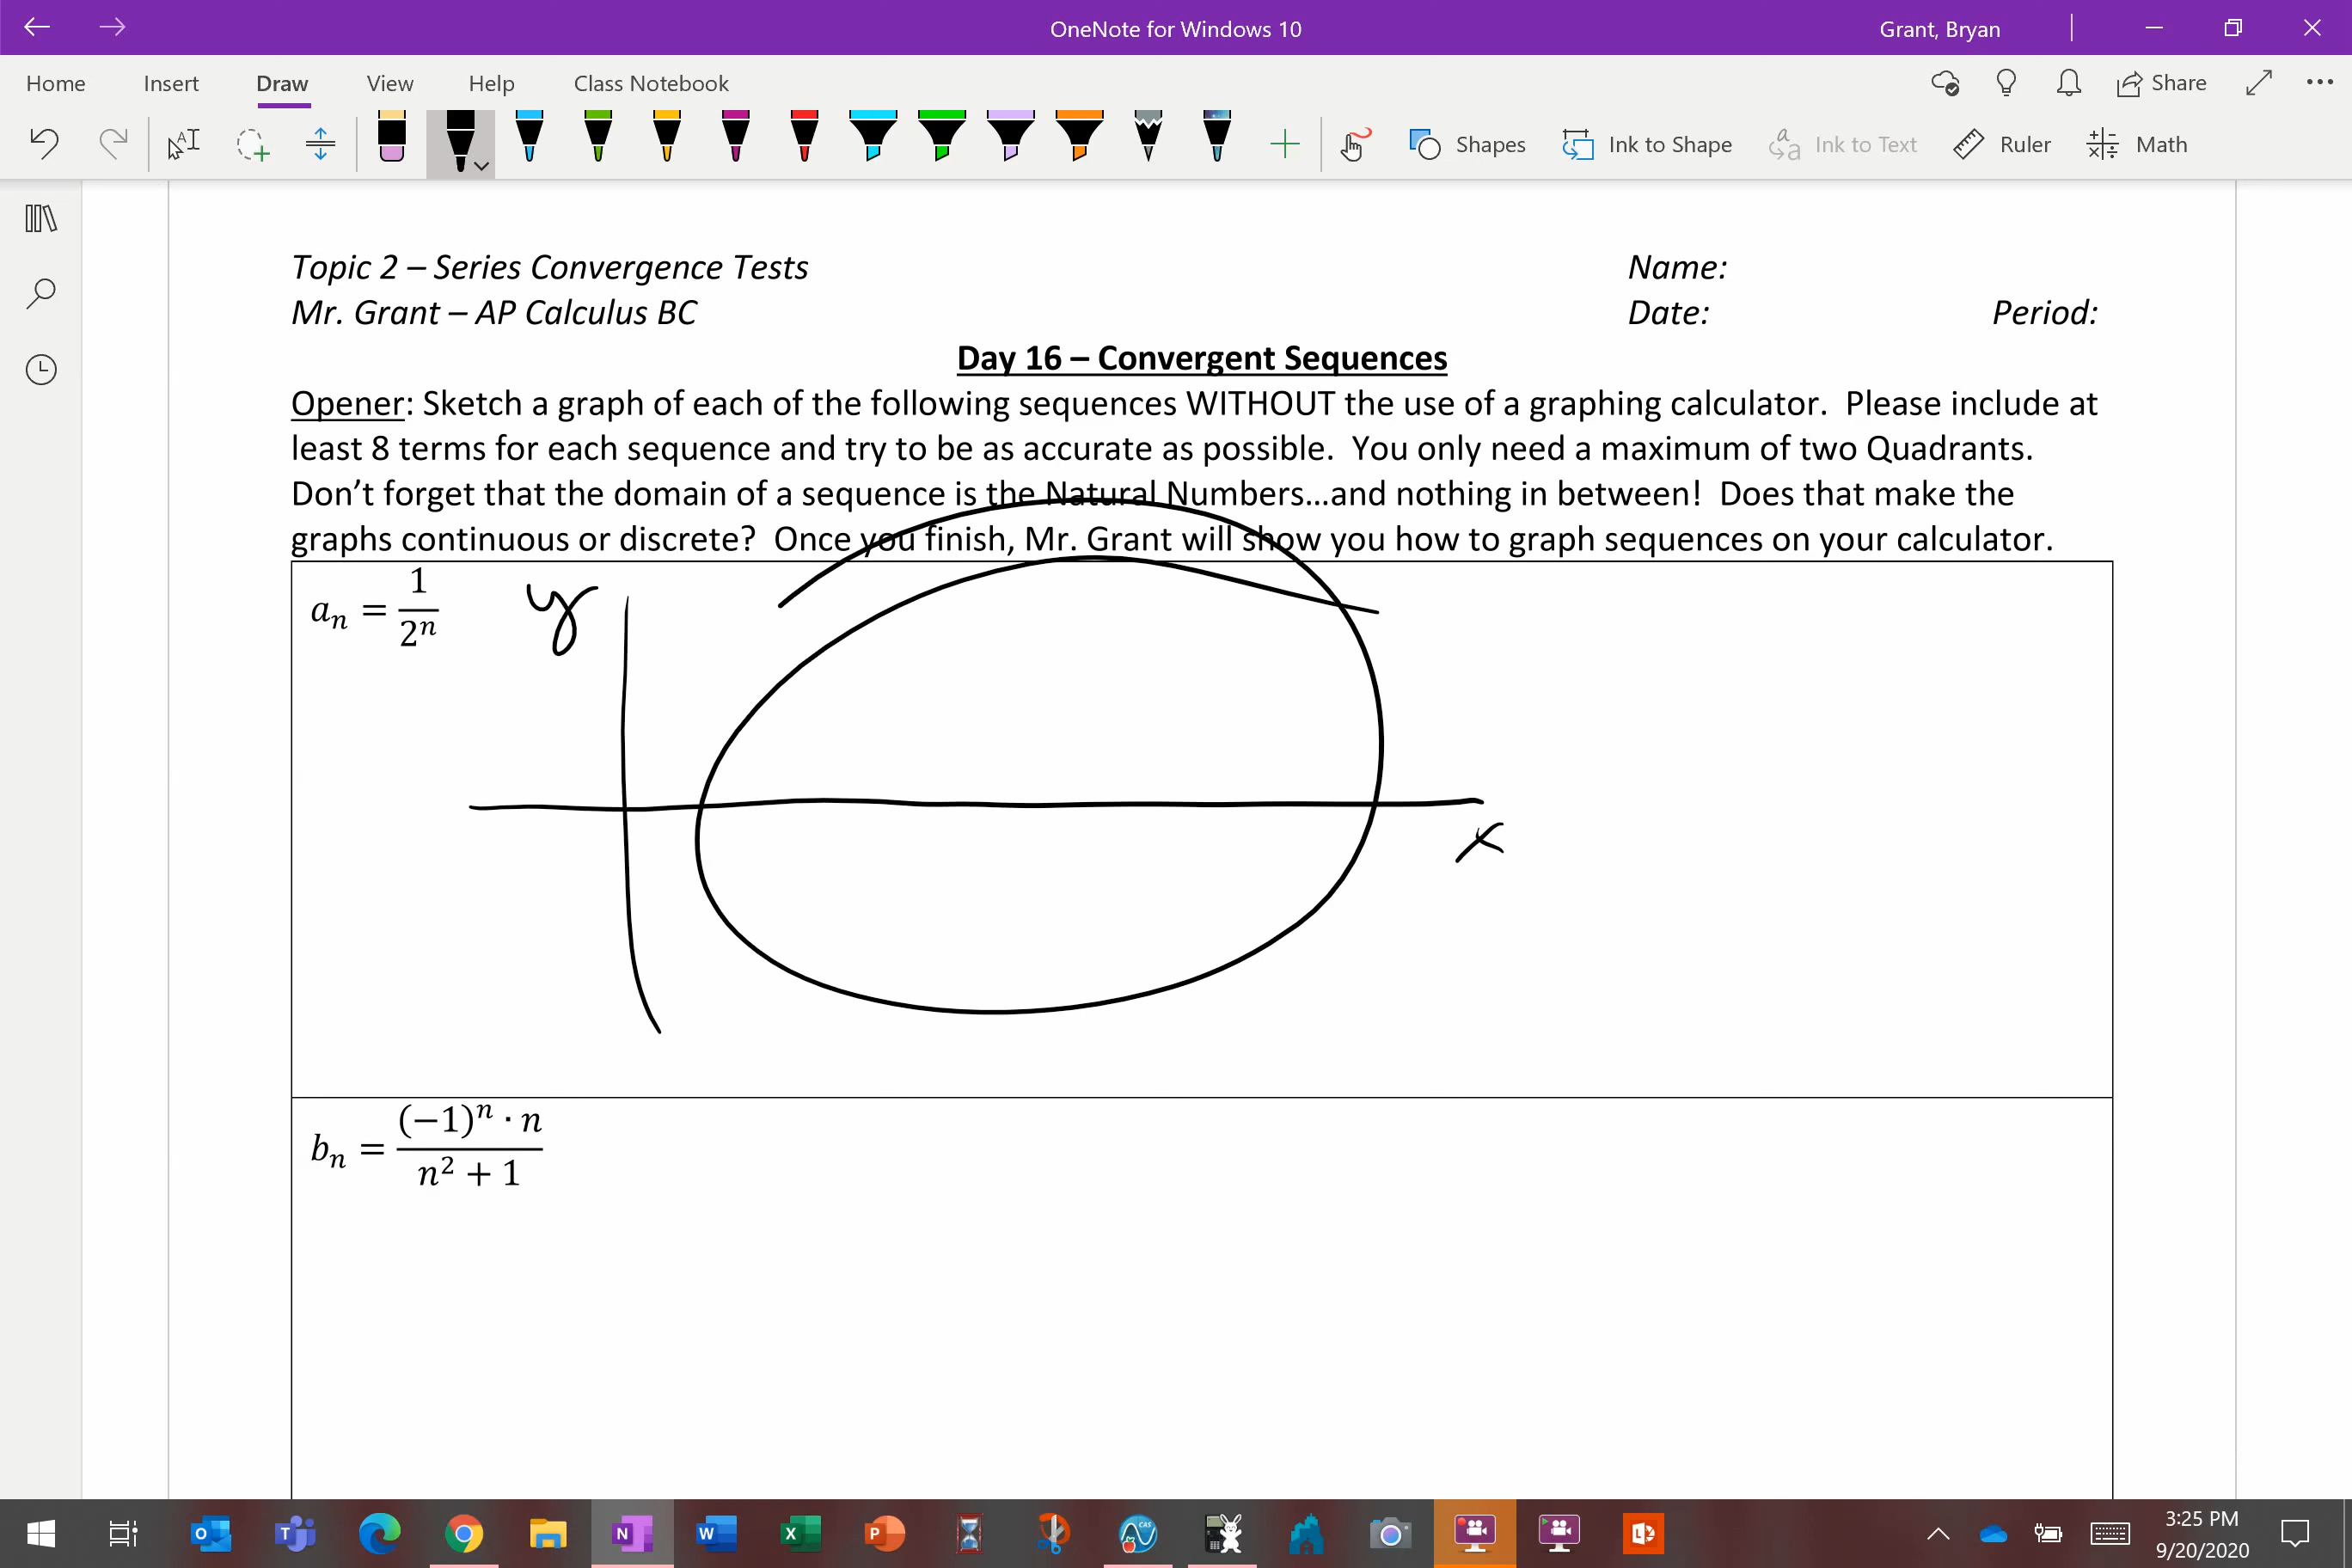 OneNote for Windows 10
Grant, Bryan
Home Insert Draw View Help Class Notebook
Share
Shapes Ink to Shape Ink to Text Ruler Math
Topic 2 – Series Convergence Tests Name:
Mr. Grant – AP Calculus BC Date: Period:
Day 16 – Convergent Sequences
Opener: Sketch a graph of each of the following sequences WITHOUT the use of a graphing calculator. Please include at
least 8 terms for each sequence and try to be as accurate as possible. You only need a maximum of two Quadrants.
Don’t forget that the domain of a sequence is the Natural Numbers…and nothing in between! Does that make the
graphs continuous or discrete? Once you finish, Mr. Grant will show you how to graph sequences on your calculator.
aₙ = 1/2ⁿ
y
x
bₙ = (−1)ⁿ · n / n² + 1
3:25 PM
9/20/2020